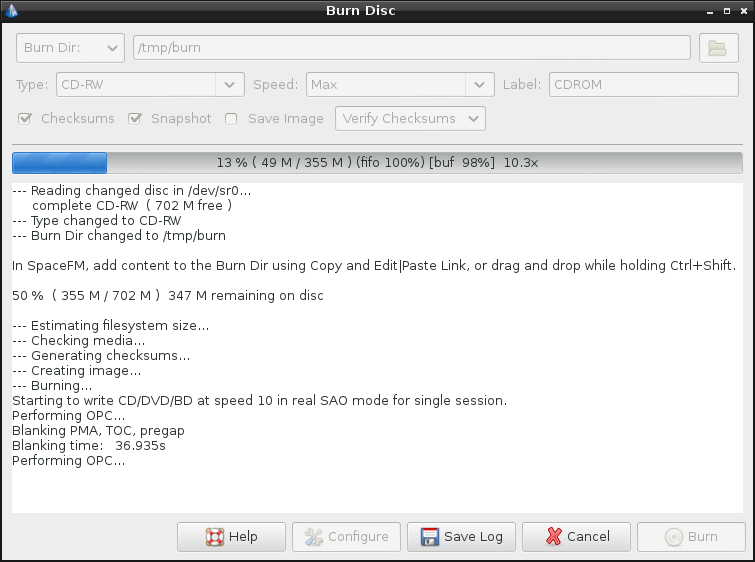 Burn Disc
Burn Dir: /tmp/burn
Type: CD-RW Speed: Max Label: CDROM
Checksums Snapshot Save Image Verify Checksums
13 % ( 49 M / 355 M ) (fifo 100%) [buf  98%]  10.3x
--- Reading changed disc in /dev/sr0...
complete CD-RW  ( 702 M free )
--- Type changed to CD-RW
--- Burn Dir changed to /tmp/burn
In SpaceFM, add content to the Burn Dir using Copy and Edit|Paste Link, or drag and drop while holding Ctrl+Shift.
50 %  ( 355 M / 702 M )  347 M remaining on disc
--- Estimating filesystem size...
--- Checking media...
--- Generating checksums...
--- Creating image...
--- Burning...
Starting to write CD/DVD/BD at speed 10 in real SAO mode for single session.
Performing OPC...
Blanking PMA, TOC, pregap
Blanking time:   36.935s
Performing OPC...
Help Configure Save Log Cancel Burn